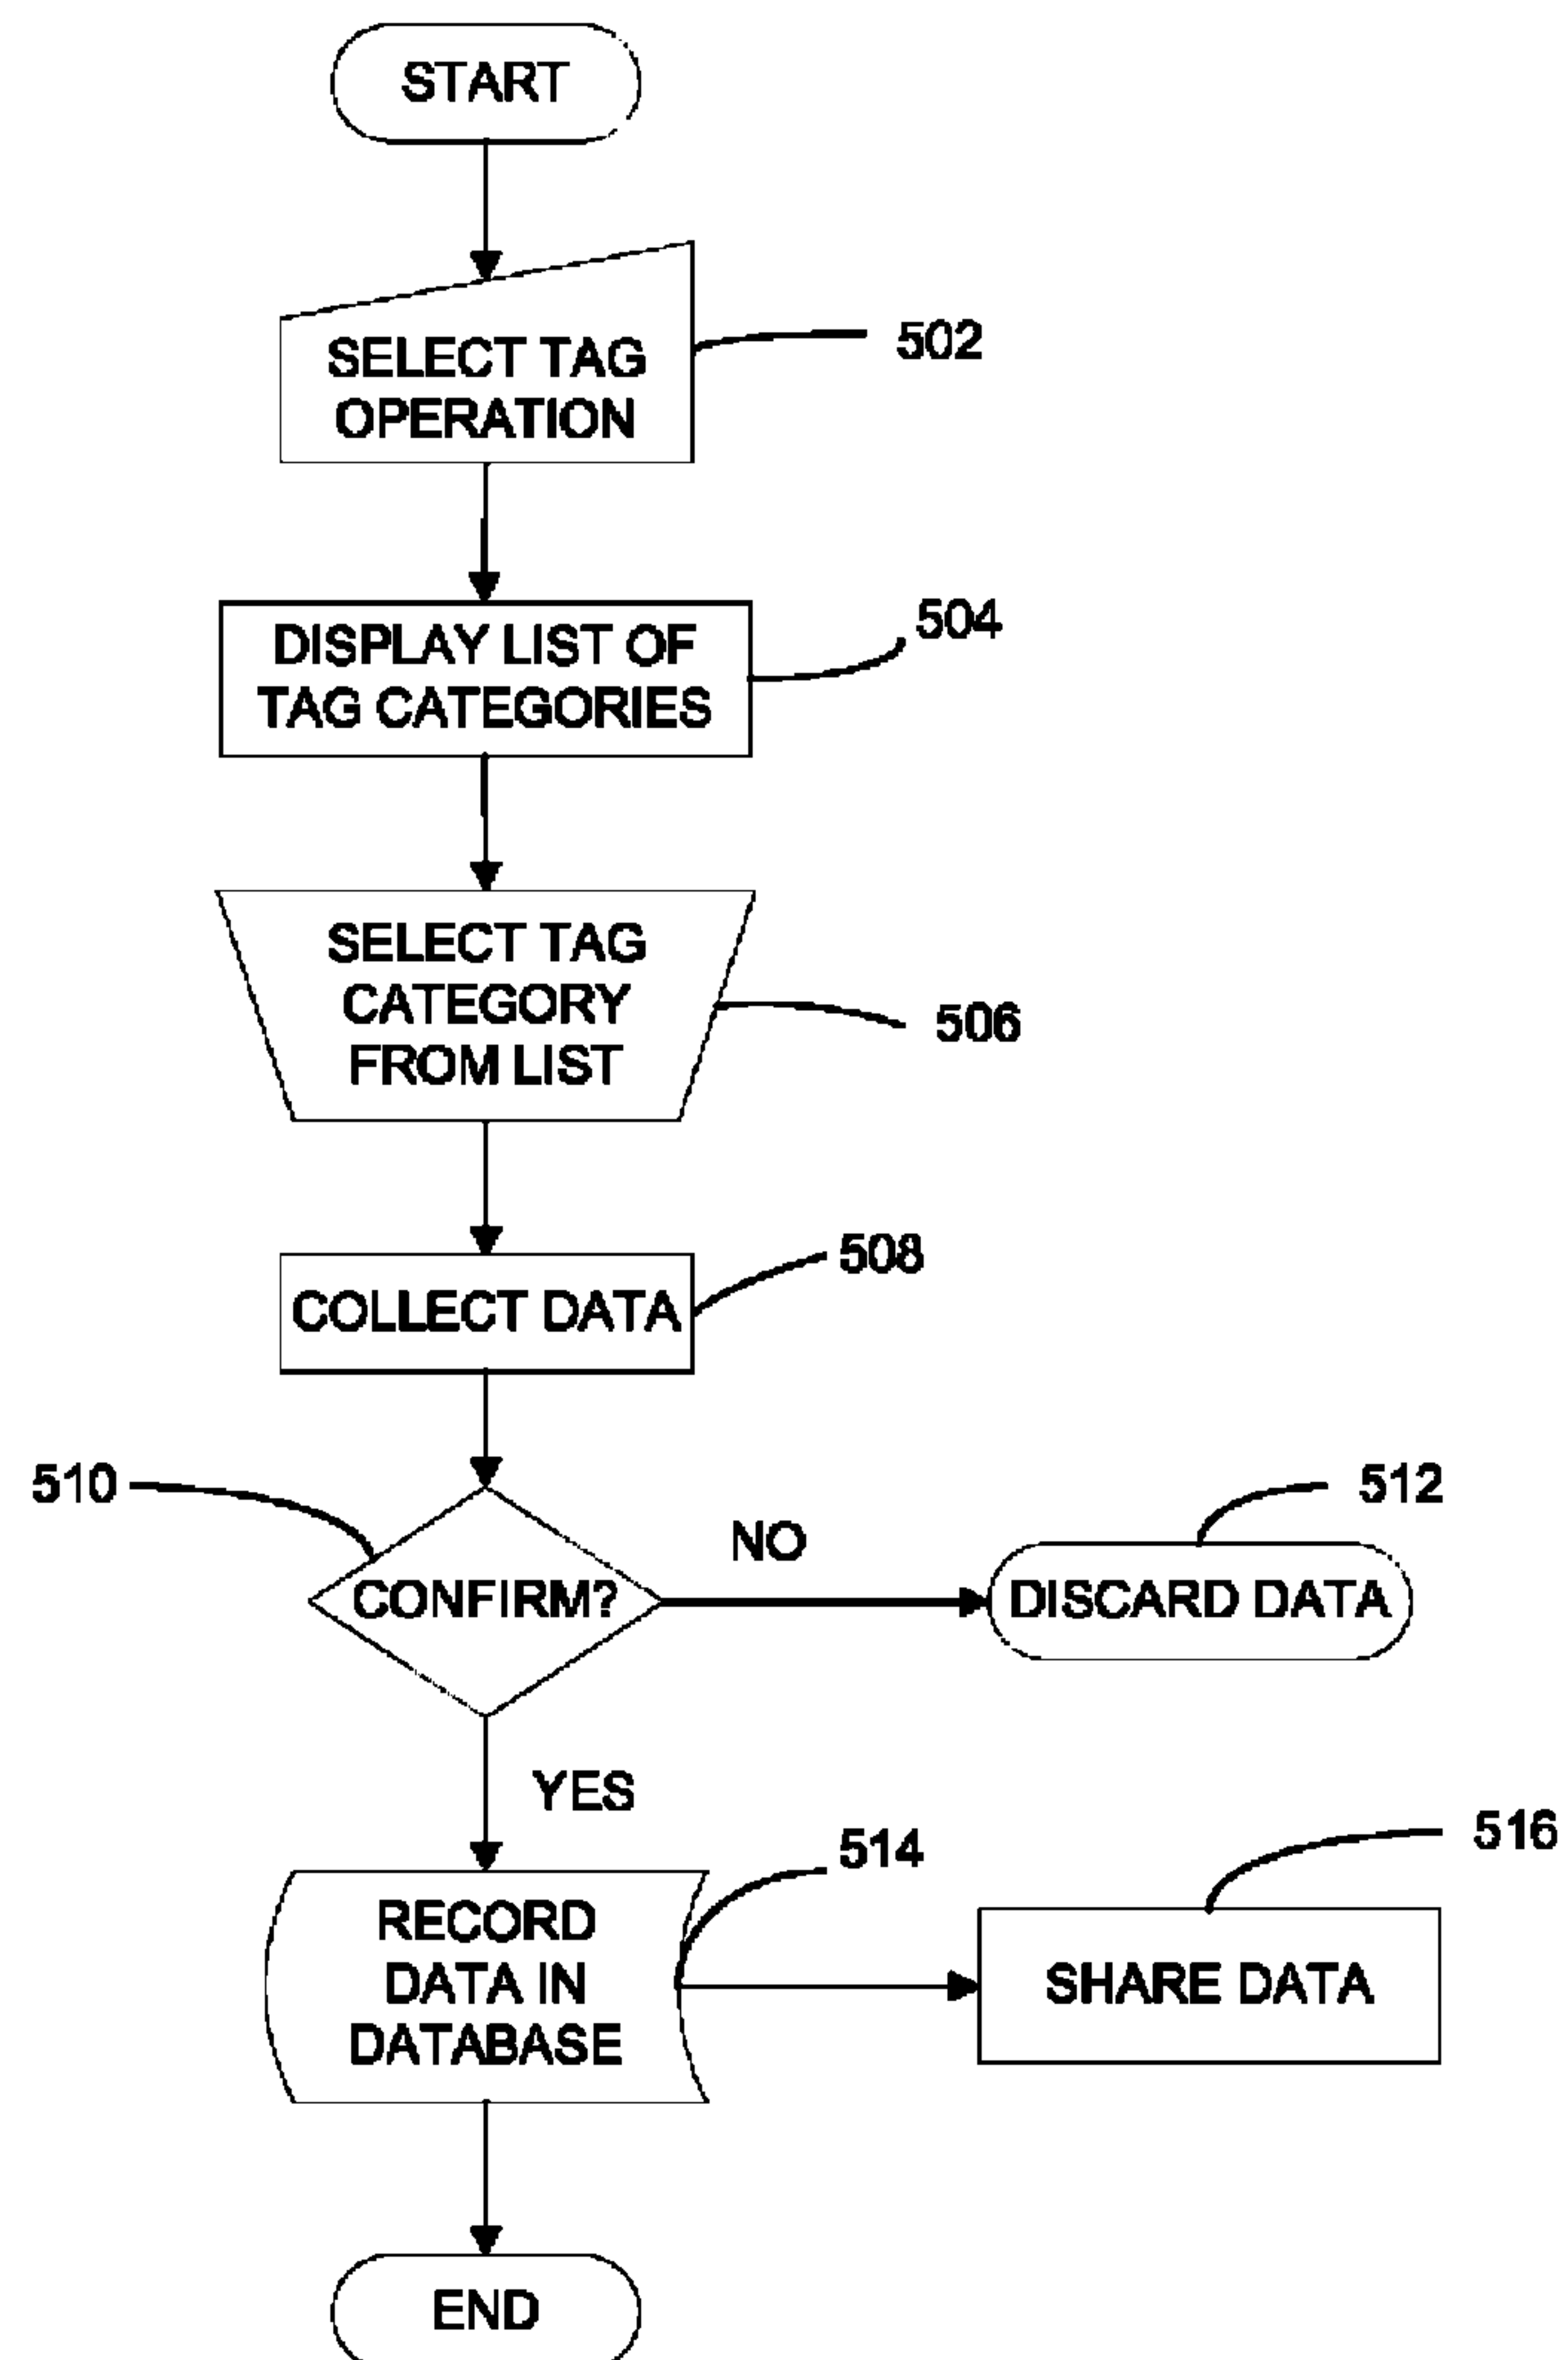 START
SELECT TAG
OPERATION
502
DISPLAY LIST OF
TAG CATEGORIES
504
SELECT TAG
CATEGORY
FROM LIST
506
COLLECT DATA
508
510
CONFIRM?
NO
512
DISCARD DATA
YES
514
RECORD
DATA IN
DATABASE
516
SHARE DATA
END